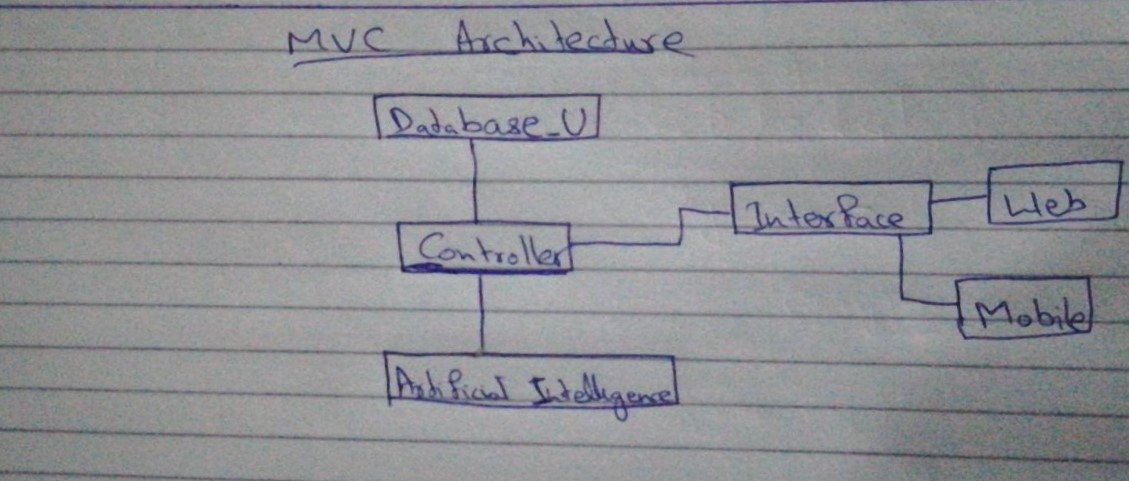 MVC Architecture
Database_U
Controller
Interface
Web
Mobile
Artificial Intelligence